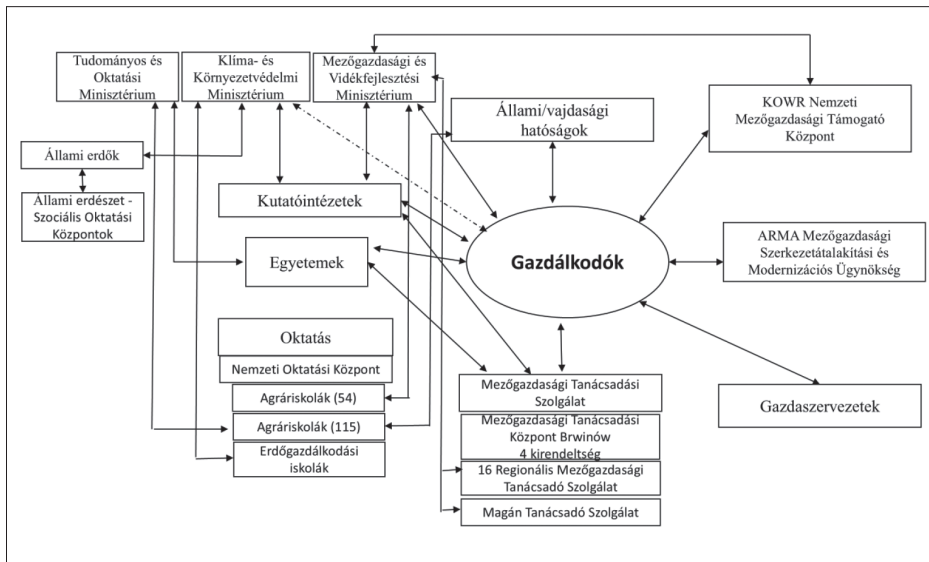 Tudományos és
Oktatási
Minisztérium
Klíma- és
Környezetvédelmi
Minisztérium
Mezőgazdasági és
Vidékfejlesztési
Minisztérium
Állami/vajdasági
hatóságok
KOWR Nemzeti
Mezőgazdasági Támogató
Központ
Állami erdők
Állami erdészet -
Szociális Oktatási
Központok
Kutatóintézetek
Egyetemek
Gazdálkodók
ARMA Mezőgazdasági
Szerkezetátalakítási és
Modernizációs Ügynökség
Oktatás
Nemzeti Oktatási Központ
Agráriskolák (54)
Agráriskolák (115)
Erdőgazdálkodási
iskolák
Mezőgazdasági Tanácsadási
Szolgálat
Mezőgazdasági Tanácsadási
Központ Brwinów
4 kirendeltség
16 Regionális Mezőgazdasági
Tanácsadó Szolgálat
Magán Tanácsadó Szolgálat
Gazdaszervezetek